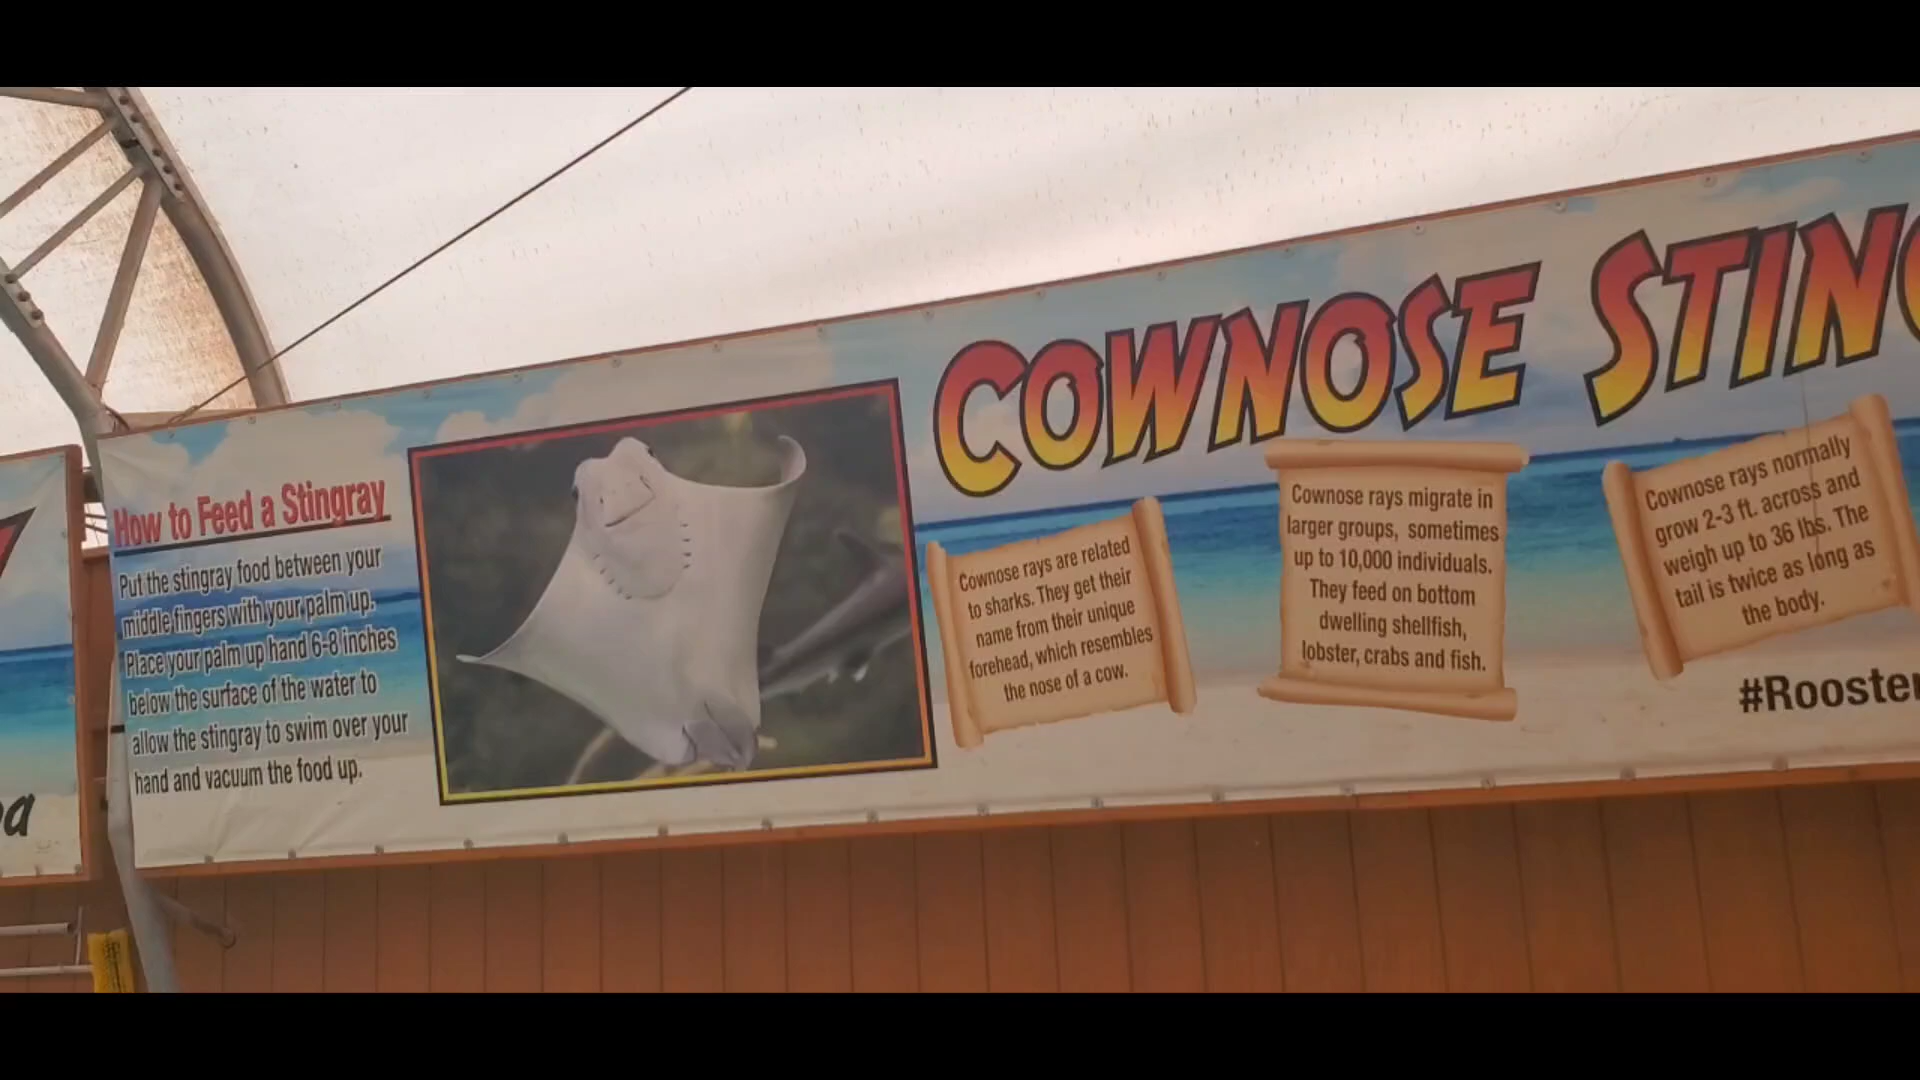 COWNOSE STING
How to Feed a Stingray
Put the stingray food between your
middle fingers with your palm up.
Place your palm up hand 6-8 inches
below the surface of the water to
allow the stingray to swim over your
hand and vacuum the food up.
Cownose rays are related
to sharks. They get their
name from their unique
forehead, which resembles
the nose of a cow.
Cownose rays migrate in
larger groups, sometimes
up to 10,000 individuals.
They feed on bottom
dwelling shellfish,
lobster, crabs and fish.
Cownose rays normally
grow 2-3 ft. across and
weigh up to 36 lbs. The
tail is twice as long as
the body.
#Rooster